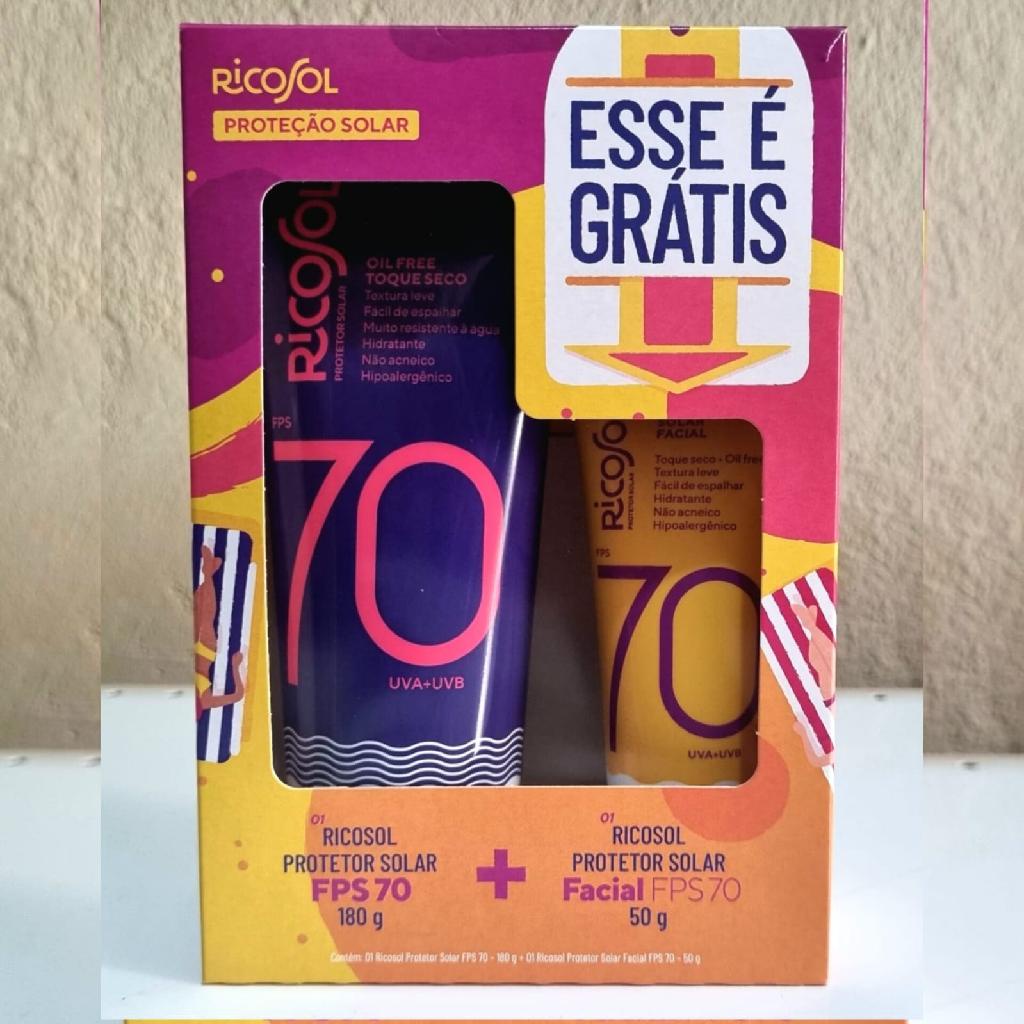 RICOSOL
PROTEÇÃO SOLAR
ESSE É
GRÁTIS
RICOSOL
PROTETOR SOLAR
OIL FREE
TOQUE SECO
Textura leve
Fácil de espalhar
Muito resistente à água
Hidratante
Não acneico
Hipoalergênico
FPS
70
UVA+UVB
RICOSO
PROTETOR SOLAR
SOLAR
FACIAL
Toque seco - Oil free
Textura leve
Fácil de espalhar
Hidratante
Não acneico
Hipoalergênico
FPS
70
UVA+UVB
01
RICOSOL
PROTETOR SOLAR
FPS 70
180 g
+
01
RICOSOL
PROTETOR SOLAR
Facial FPS 70
50 g
Contém: 01 Ricosol Protetor Solar FPS 70 - 180 g + 01 Ricosol Protetor Solar Facial FPS 70 - 50 g